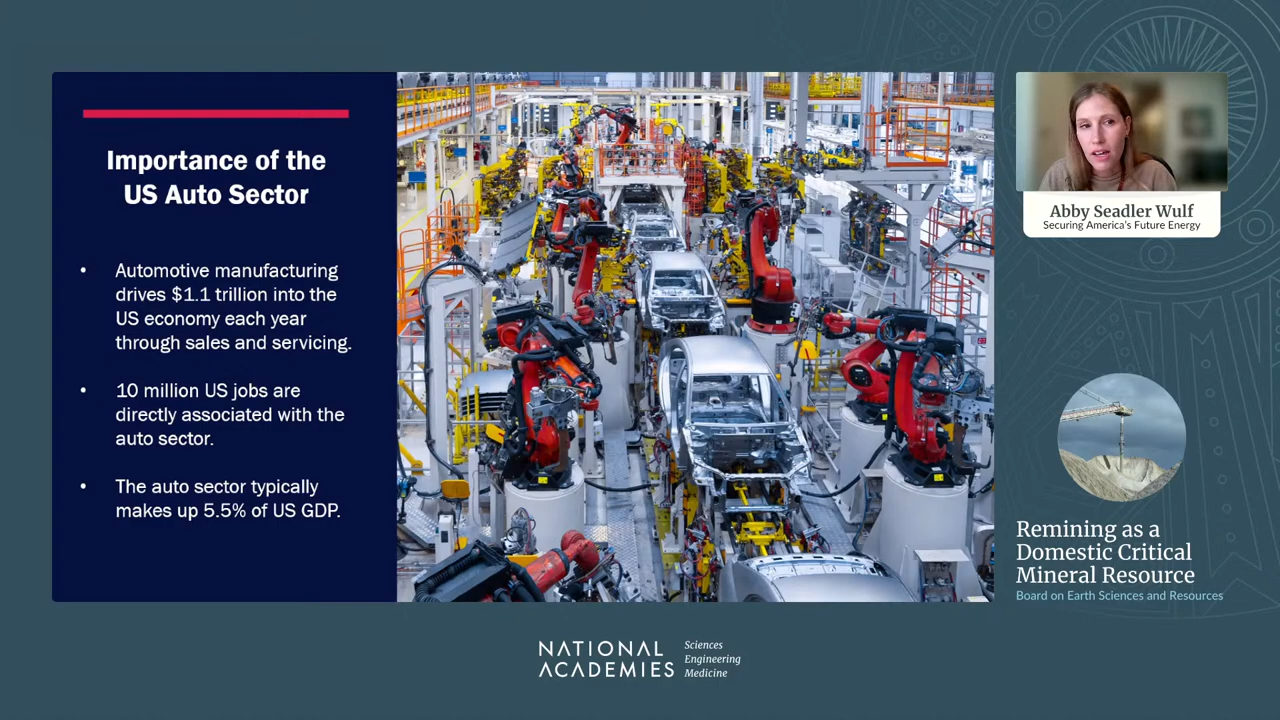 Importance of the
US Auto Sector
• Automotive manufacturing
drives $1.1 trillion into the
US economy each year
through sales and servicing.
• 10 million US jobs are
directly associated with the
auto sector.
• The auto sector typically
makes up 5.5% of US GDP.
Abby Seadler Wulf
Securing America's Future Energy
Remining as a
Domestic Critical
Mineral Resource
Board on Earth Sciences and Resources
NATIONAL
ACADEMIES
Sciences
Engineering
Medicine